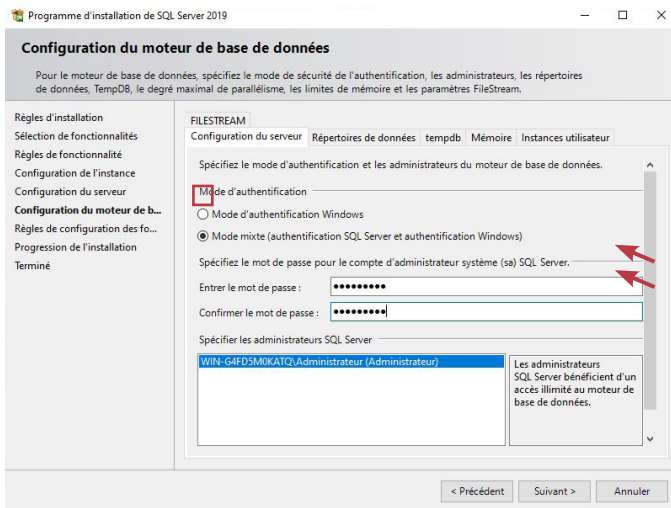 Programme d'installation de SQL Server 2019
Configuration du moteur de base de données
Pour le moteur de base de données, spécifiez le mode de sécurité de l'authentification, les administrateurs, les répertoires
de données, TempDB, le degré maximal de parallélisme, les limites de mémoire et les paramètres FileStream.
Règles d'installation
Sélection de fonctionnalités
Règles de fonctionnalité
Configuration de l'instance
Configuration du serveur
Configuration du moteur de b...
Règles de configuration des fo...
Progression de l'installation
Terminé
FILESTREAM
Configuration du serveur Répertoires de données tempdb Mémoire Instances utilisateur
Spécifiez le mode d'authentification et les administrateurs du moteur de base de données.
Mode d'authentification
Mode d'authentification Windows
Mode mixte (authentification SQL Server et authentification Windows)
Spécifiez le mot de passe pour le compte d'administrateur système (sa) SQL Server.
Entrer le mot de passe : ●●●●●●●●●
Confirmer le mot de passe : ●●●●●●●●●
Spécifier les administrateurs SQL Server
WIN-G4FD5M0KATQ\Administrateur (Administrateur)
Les administrateurs
SQL Server bénéficient d'un
accès illimité au moteur de
base de données.
< Précédent Suivant > Annuler